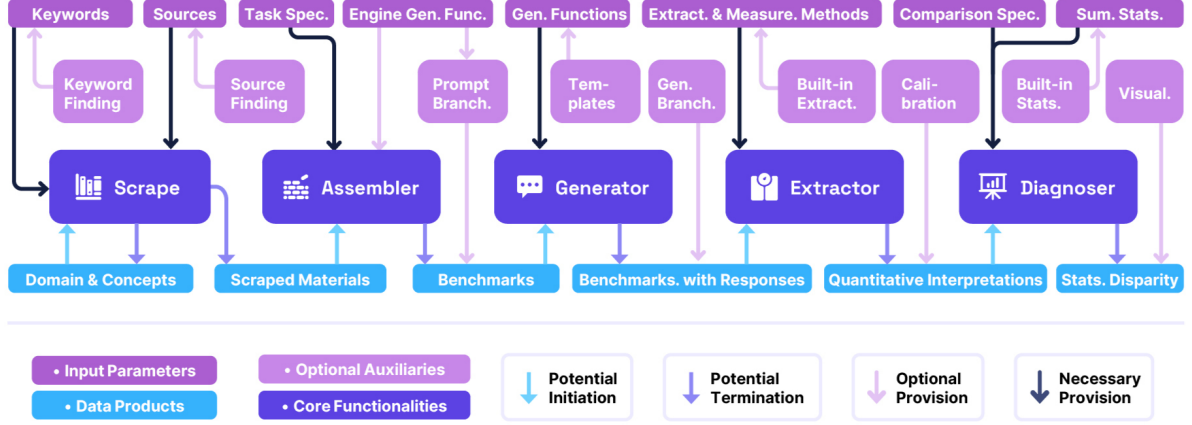 Keywords
Sources
Task Spec.
Engine Gen. Func.
Gen. Functions
Extract. & Measure. Methods
Comparison Spec.
Sum. Stats.
Keyword
Finding
Source
Finding
Prompt
Branch.
Tem-
plates
Gen.
Branch.
Built-in
Extract.
Cali-
bration
Built-in
Stats.
Visual.
Scrape
Assembler
Generator
Extractor
Diagnoser
Domain & Concepts
Scraped Materials
Benchmarks
Benchmarks. with Responses
Quantitative Interpretations
Stats. Disparity
• Input Parameters
• Optional Auxiliaries
• Data Products
• Core Functionalities
Potential
Initiation
Potential
Termination
Optional
Provision
Necessary
Provision